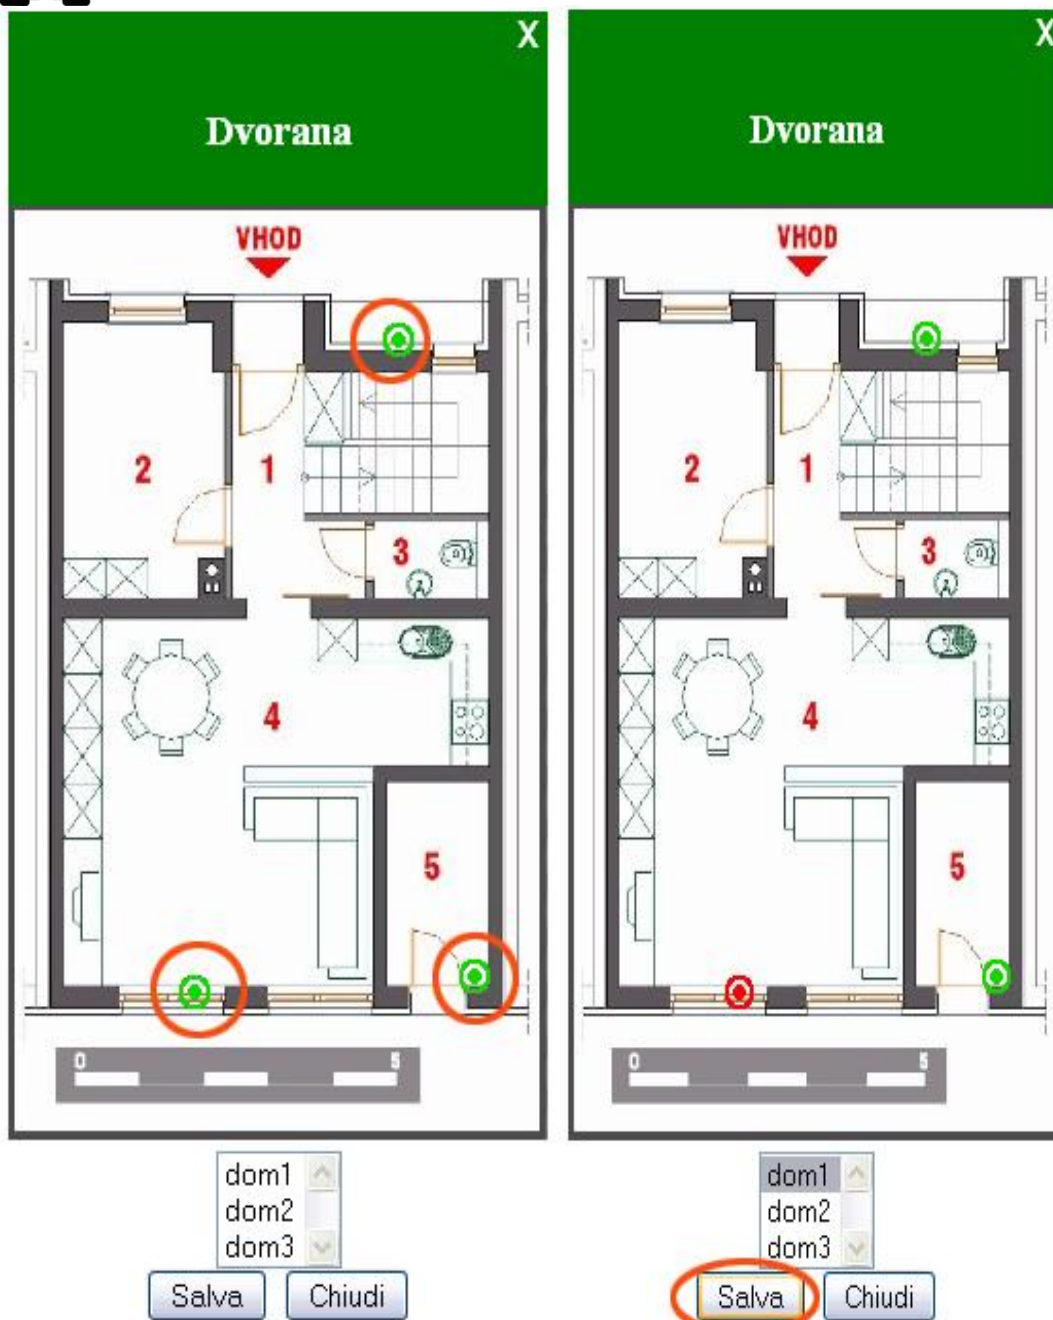 X
Dvorana
VHOD
2
1
3
4
5
0 5
dom1
dom2
dom3
Salva Chiudi
X
Dvorana
VHOD
2
1
3
4
5
0 5
dom1
dom2
dom3
Salva Chiudi